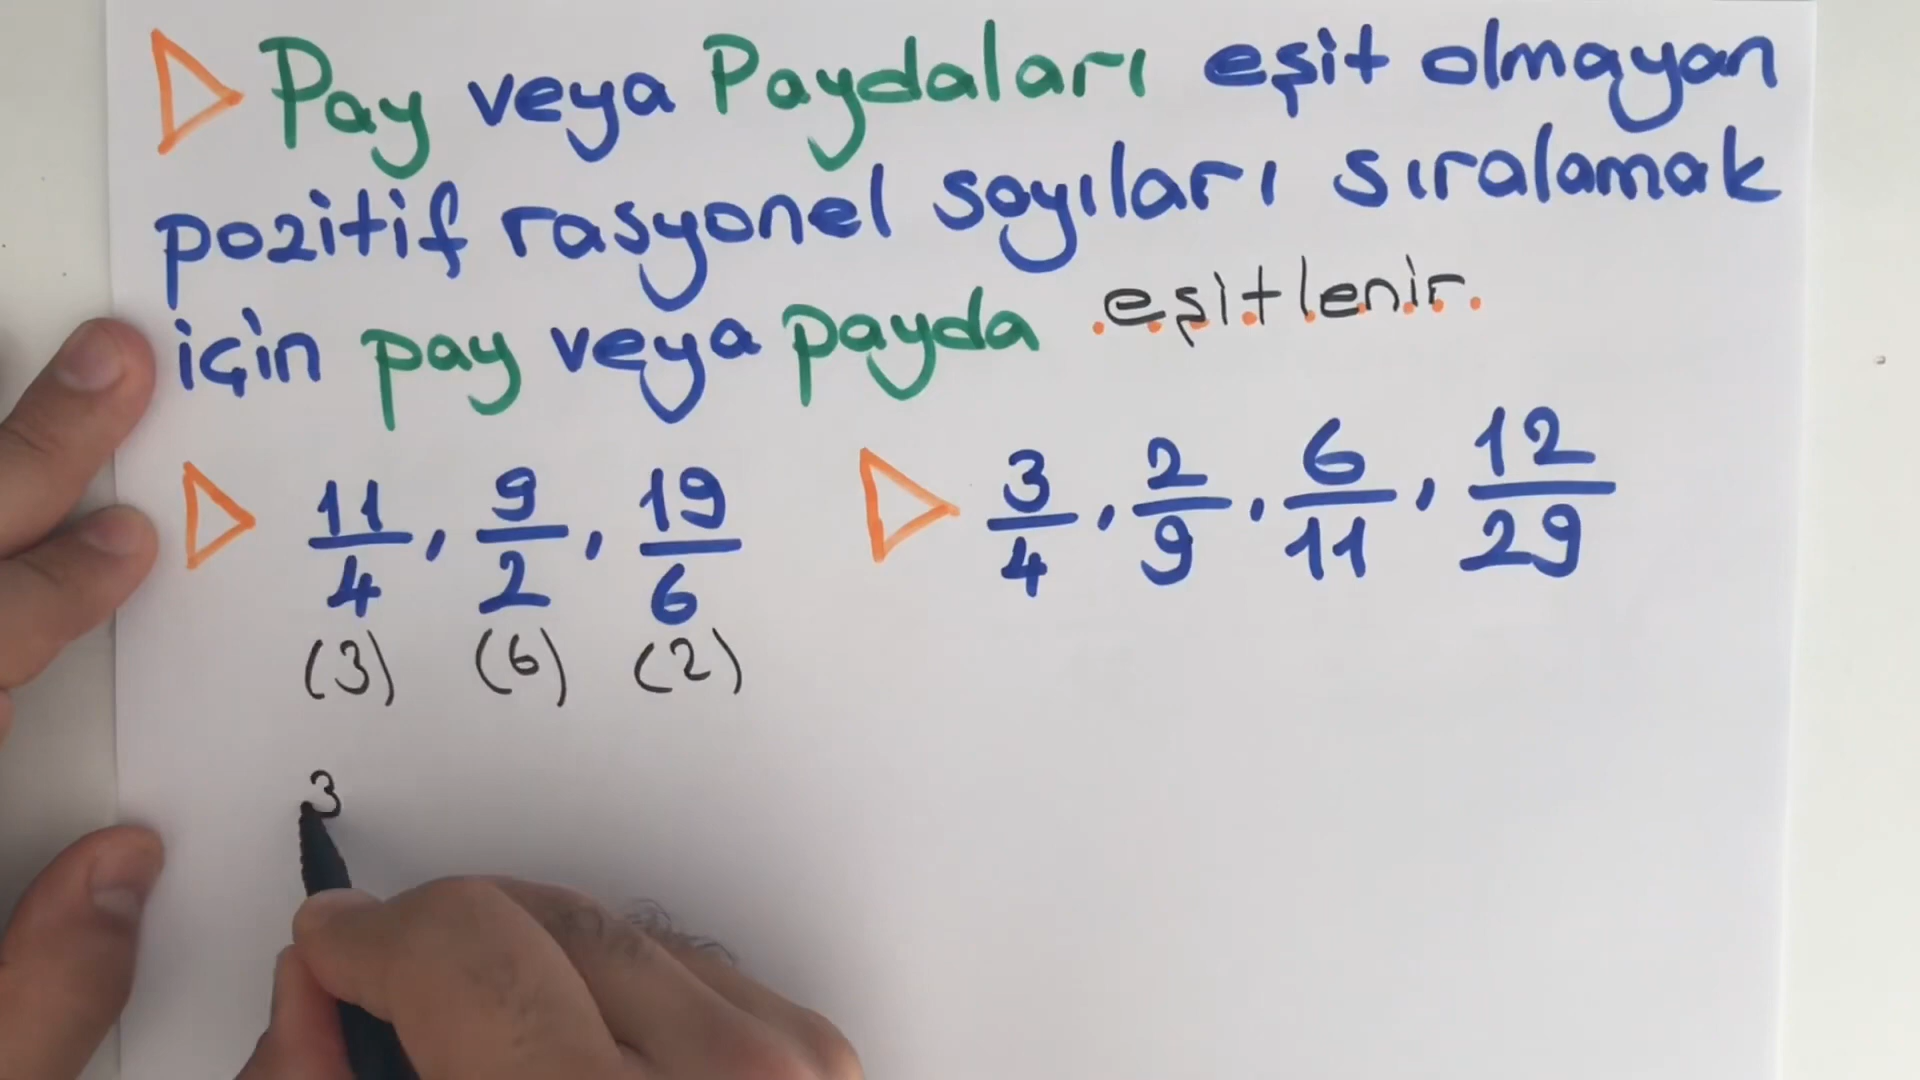 Pay veya Paydaları eşit olmayan
pozitif rasyonel sayıları sıralamak
için pay veya payda eşitlenir.
11/4, 9/2, 19/6
(3) (6) (2)
3/4, 2/9, 6/11, 12/29
3